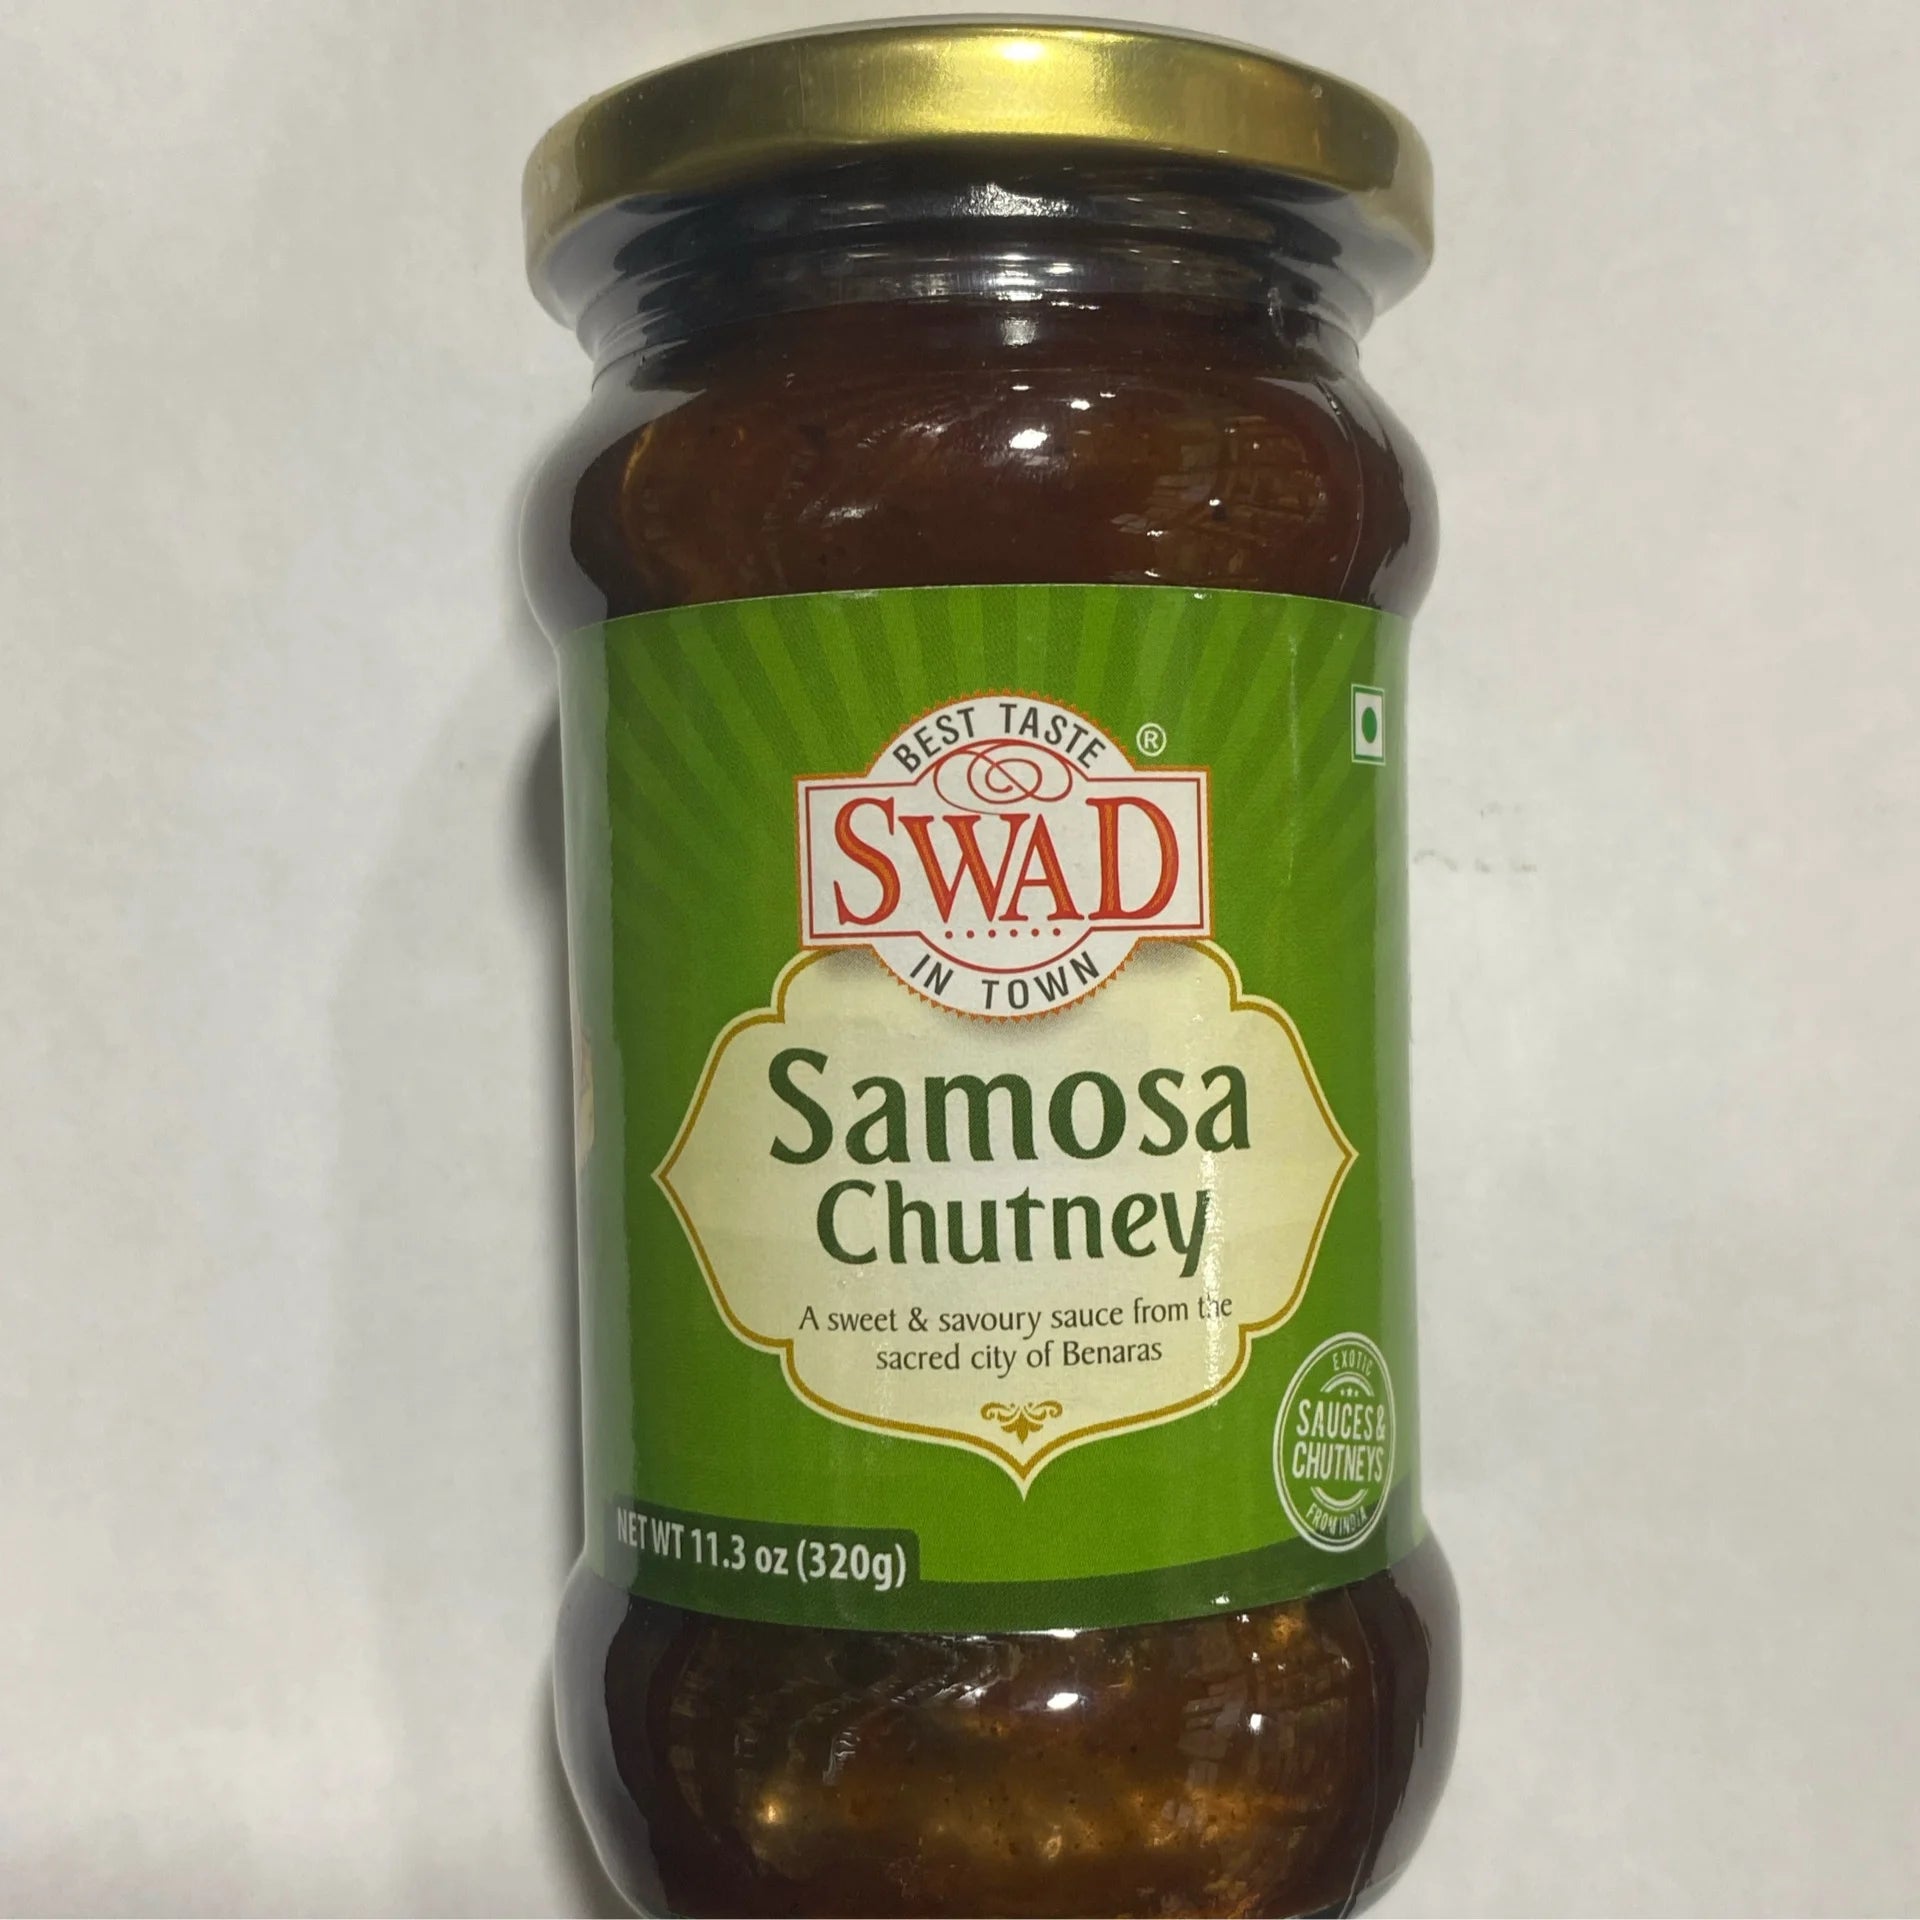 BEST TASTE
®
SWAD
IN TOWN
Samosa
Chutney
A sweet & savoury sauce from the
sacred city of Benaras
EXOTIC
SAUCES &
CHUTNEYS
FROM INDIA
NET WT 11.3 oz (320g)